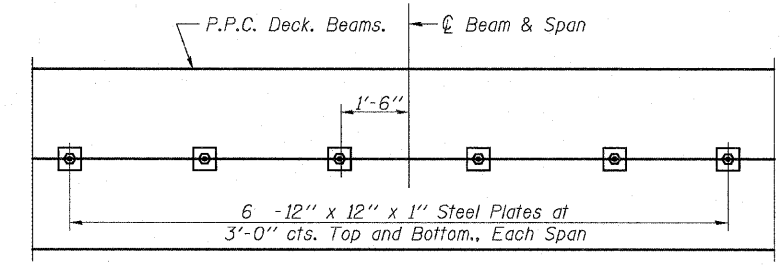 P.P.C. Deck. Beams.
℄ Beam & Span
1'-6"
6 -12" x 12" x 1" Steel Plates at
3'-0" cts. Top and Bottom., Each Span